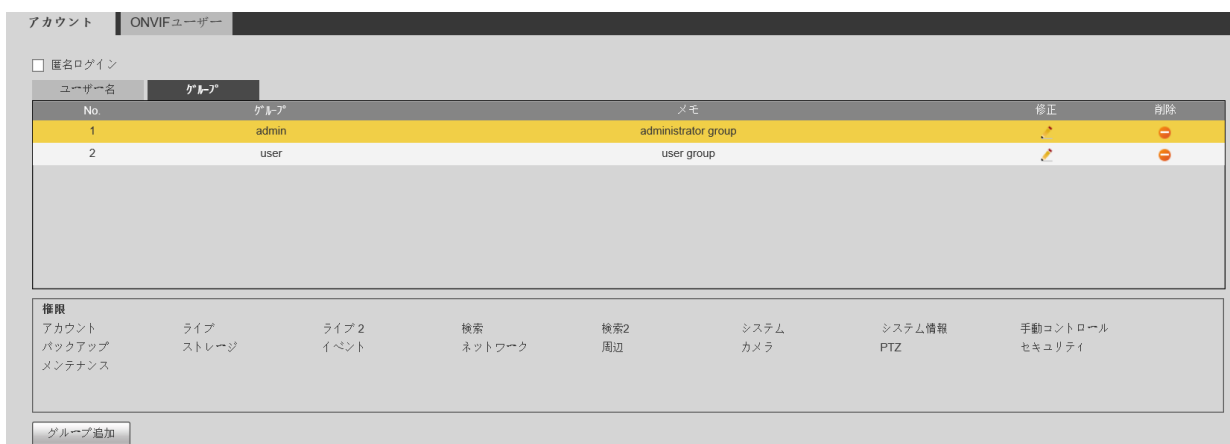 アカウント ONVIFユーザー
匿名ログイン
ユーザー名 グループ
No. グループ メモ 修正 削除
1 admin administrator group
2 user user group
権限
アカウント ライブ ライブ 2 検索 検索2 システム システム情報 手動コントロール
バックアップ ストレージ イベント ネットワーク 周辺 カメラ PTZ セキュリティ
メンテナンス
グループ追加